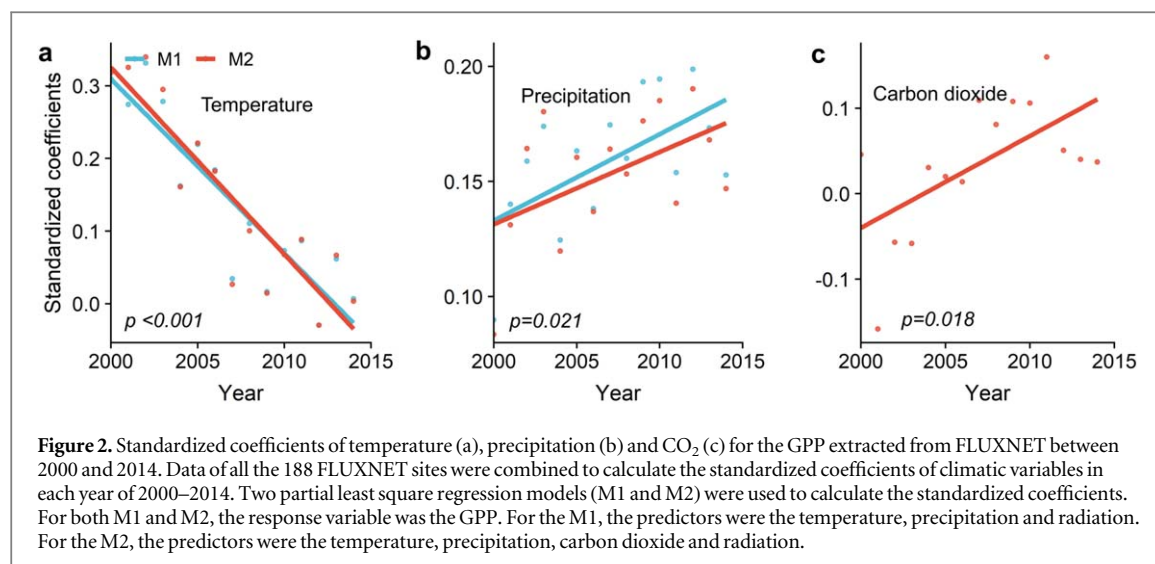 a
M1 M2
Temperature
Standardized coefficients
0.3
0.2
0.1
0.0
p <0.001
2000 2005 2010 2015
Year
b
Precipitation
0.20
0.15
0.10
p=0.021
2000 2005 2010 2015
Year
c
Carbon dioxide
0.1
0.0
-0.1
p=0.018
2000 2005 2010 2015
Year
Figure 2. Standardized coefficients of temperature (a), precipitation (b) and CO₂ (c) for the GPP extracted from FLUXNET between
2000 and 2014. Data of all the 188 FLUXNET sites were combined to calculate the standardized coefficients of climatic variables in
each year of 2000–2014. Two partial least square regression models (M1 and M2) were used to calculate the standardized coefficients.
For both M1 and M2, the response variable was the GPP. For the M1, the predictors were the temperature, precipitation and radiation.
For the M2, the predictors were the temperature, precipitation, carbon dioxide and radiation.